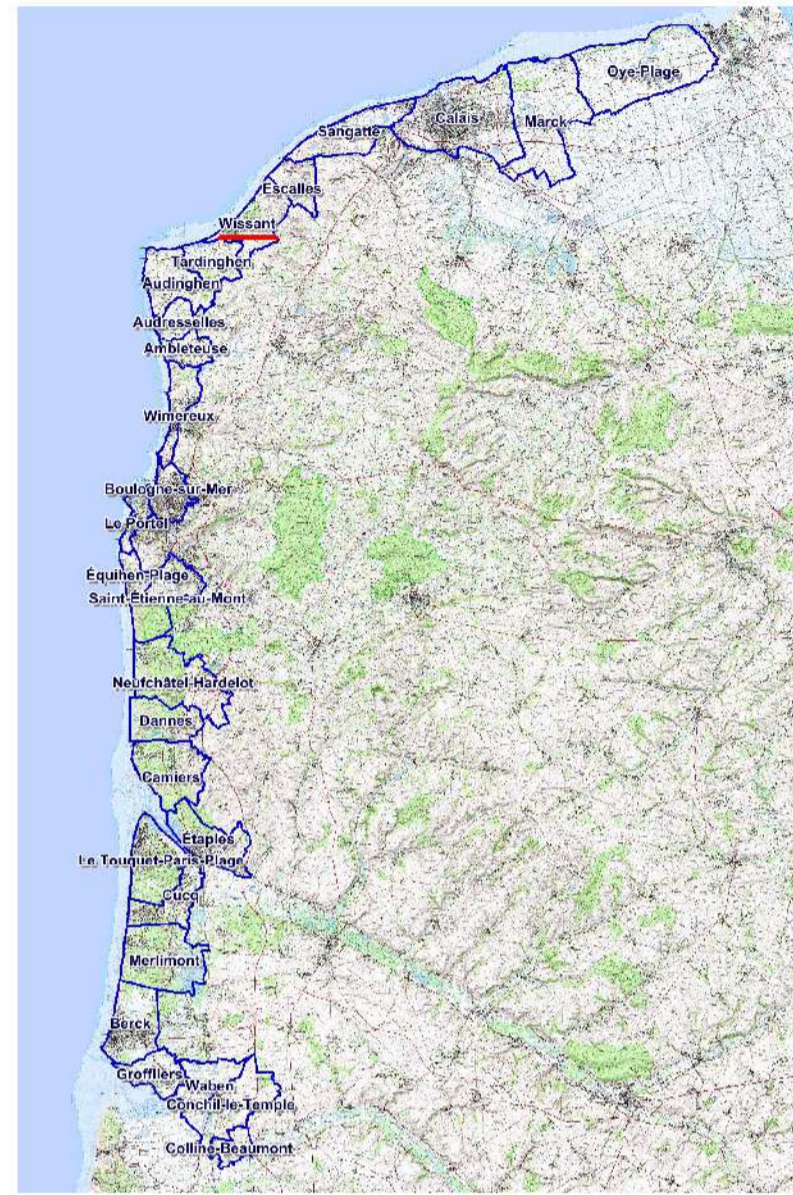 Oye-Plage
Calais
Marck
Sangatte
Escalles
Wissant
Tardinghen
Audinghen
Audresselles
Ambleteuse
Wimereux
Boulogne-sur-Mer
Le Portel
Équihen-Plage
Saint-Étienne-au-Mont
Neufchâtel-Hardelot
Dannes
Camiers
Étaples
Le Touquet-Paris-Plage
Cucq
Merlimont
Berck
Groffliers
Waben
Conchil-le-Temple
Colline-Beaumont